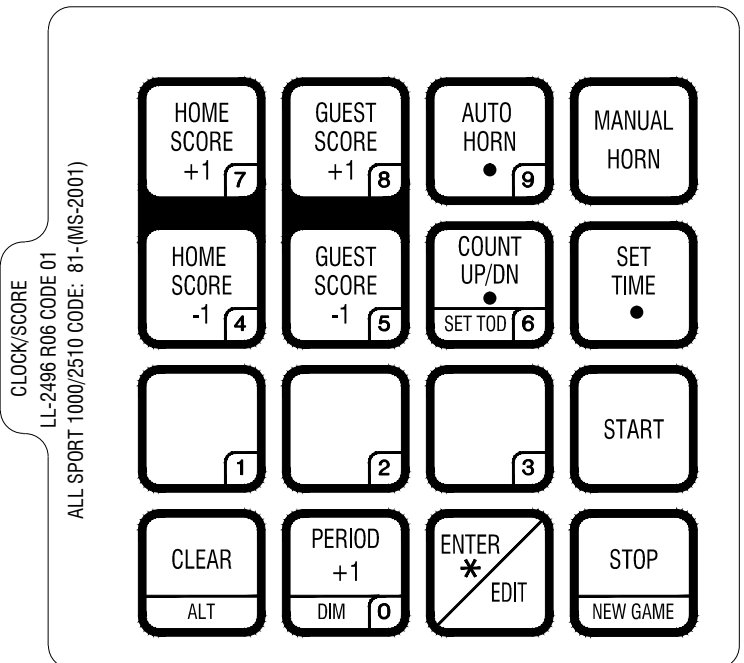 CLOCK/SCORE
LL-2496 R06 CODE 01
ALL SPORT 1000/2510 CODE: 81-(MS-2001)
HOME
SCORE
+1 7
GUEST
SCORE
+1 8
AUTO
HORN
● 9
MANUAL
HORN
HOME
SCORE
-1 4
GUEST
SCORE
-1 5
COUNT
UP/DN
●
SET TOD 6
SET
TIME
●
1
2
3
START
CLEAR
ALT
PERIOD
+1
DIM 0
ENTER
*
EDIT
STOP
NEW GAME